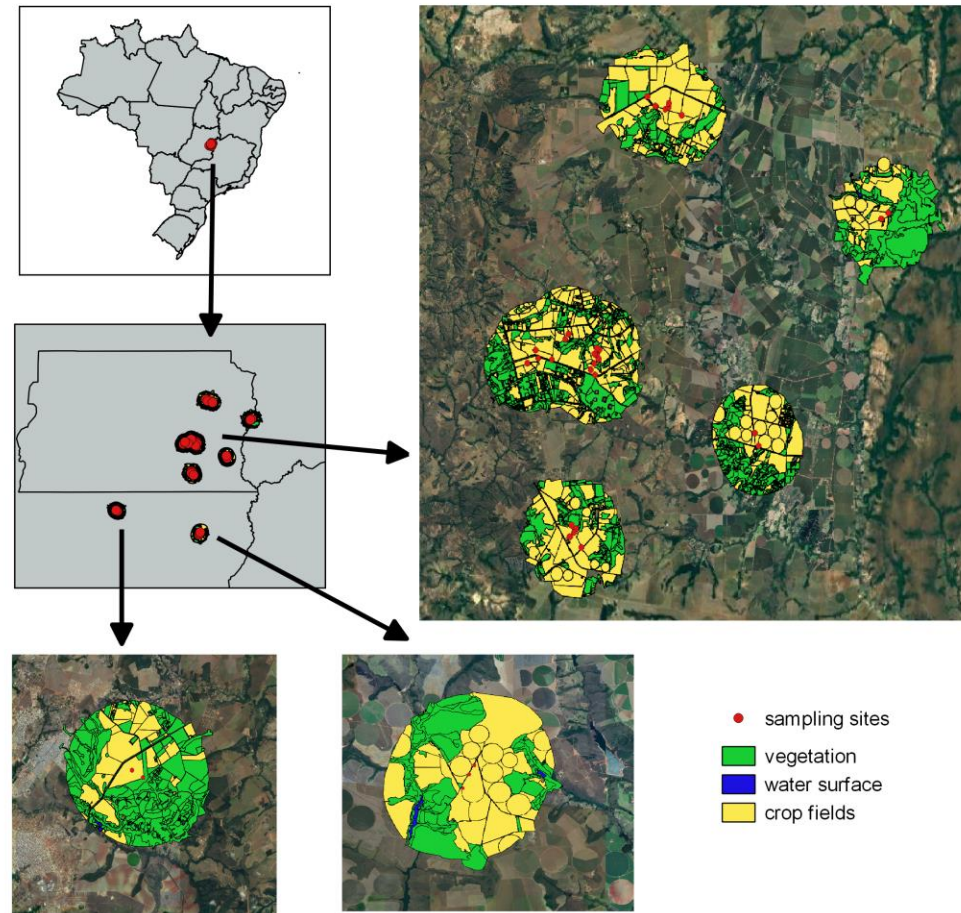 sampling sites
vegetation
water surface
crop fields